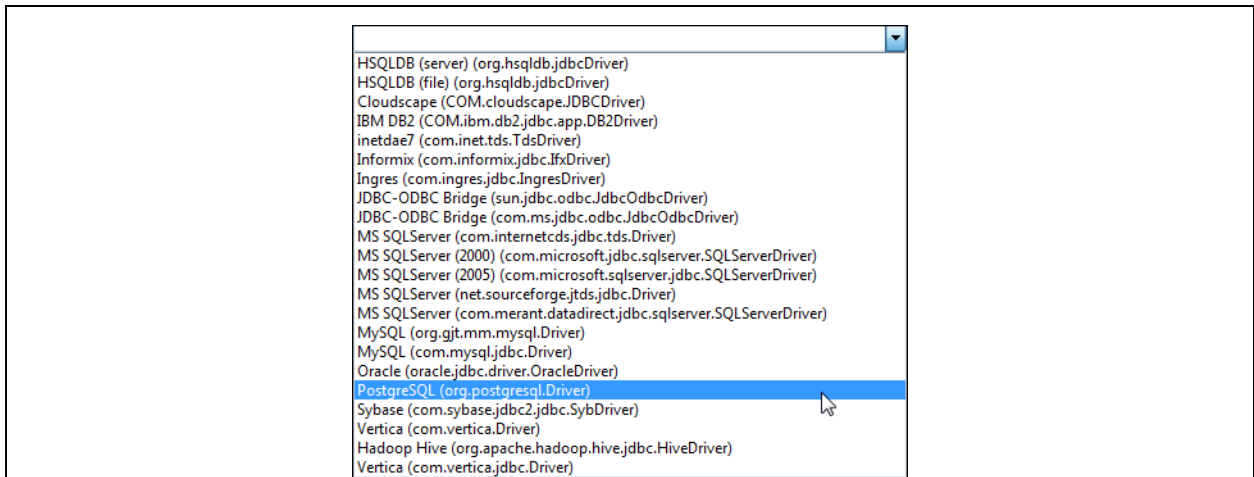 HSQLDB (server) (org.hsqldb.jdbcDriver)
HSQLDB (file) (org.hsqldb.jdbcDriver)
Cloudscape (COM.cloudscape.JDBCDriver)
IBM DB2 (COM.ibm.db2.jdbc.app.DB2Driver)
inetdae7 (com.inet.tds.TdsDriver)
Informix (com.informix.jdbc.IfxDriver)
Ingres (com.ingres.jdbc.IngresDriver)
JDBC-ODBC Bridge (sun.jdbc.odbc.JdbcOdbcDriver)
JDBC-ODBC Bridge (com.ms.jdbc.odbc.JdbcOdbcDriver)
MS SQLServer (com.internetcds.jdbc.tds.Driver)
MS SQLServer (2000) (com.microsoft.jdbc.sqlserver.SQLServerDriver)
MS SQLServer (2005) (com.microsoft.sqlserver.jdbc.SQLServerDriver)
MS SQLServer (net.sourceforge.jtds.jdbc.Driver)
MS SQLServer (com.merant.datadirect.jdbc.sqlserver.SQLServerDriver)
MySQL (org.gjt.mm.mysql.Driver)
MySQL (com.mysql.jdbc.Driver)
Oracle (oracle.jdbc.driver.OracleDriver)
PostgreSQL (org.postgresql.Driver)
Sybase (com.sybase.jdbc2.jdbc.SybDriver)
Vertica (com.vertica.Driver)
Hadoop Hive (org.apache.hadoop.hive.jdbc.HiveDriver)
Vertica (com.vertica.jdbc.Driver)